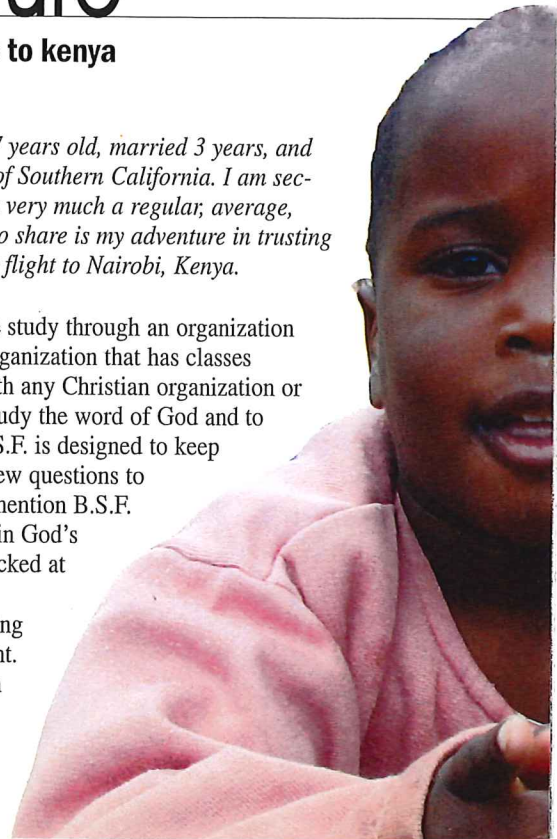 to kenya
years old, married 3 years, and
of Southern California. I am sec-
very much a regular, average,
o share is my adventure in trusting
flight to Nairobi, Kenya.
study through an organization
ganization that has classes
th any Christian organization or
udy the word of God and to
S.F. is designed to keep
ew questions to
mention B.S.F.
in God's
cked at
ng
nt.